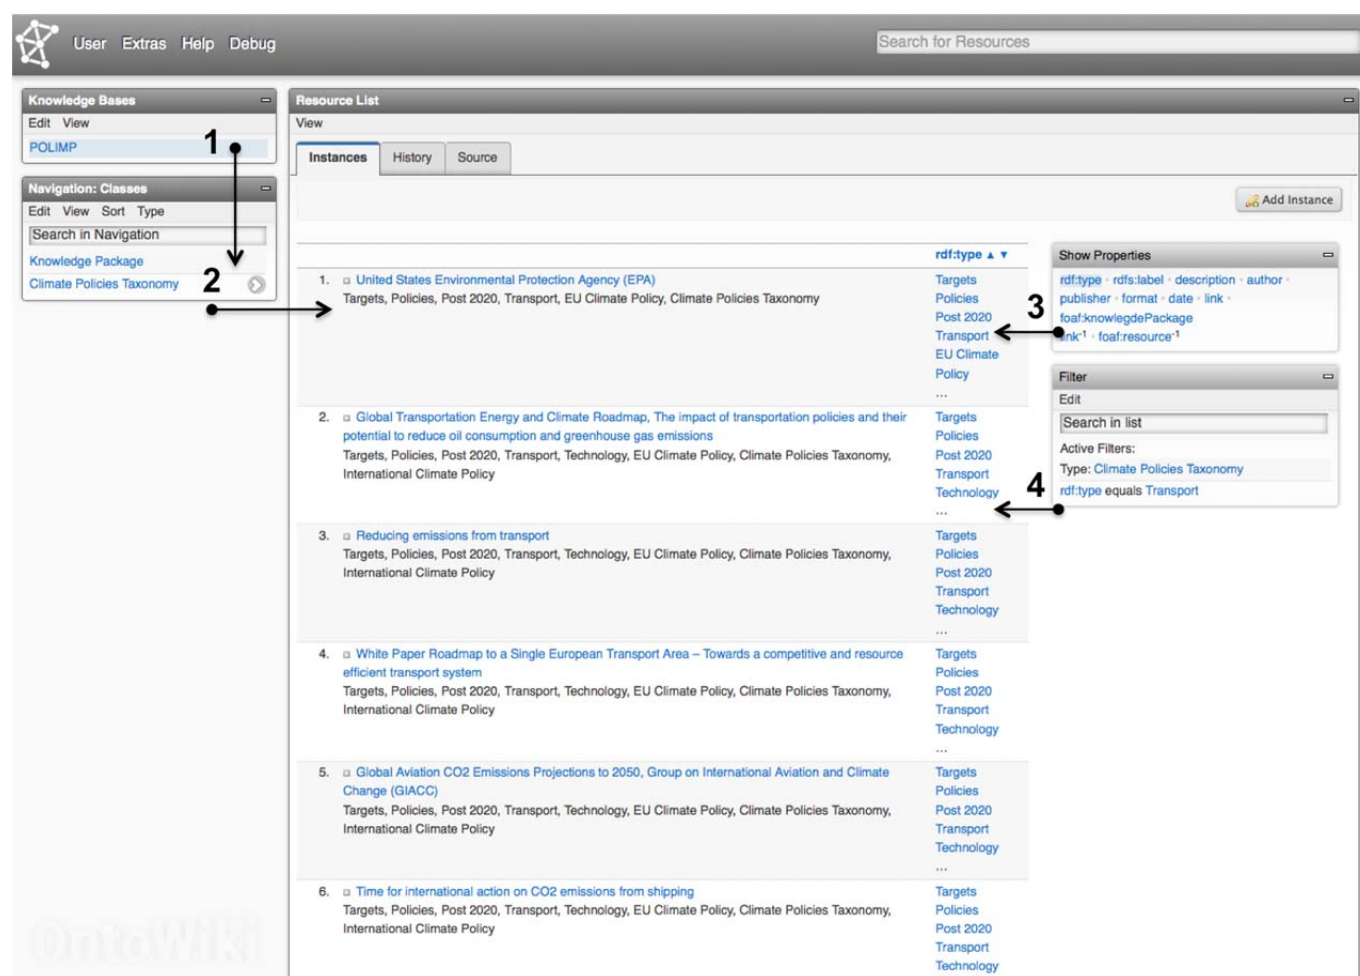 User Extras Help Debug
Search for Resources
Knowledge Bases
Edit View
POLIMP
1
Navigation: Classes
Edit View Sort Type
Search in Navigation
Knowledge Package
Climate Policies Taxonomy
2
Resource List
View
Instances History Source
Add Instance
rdf:type ▲ ▼
1. United States Environmental Protection Agency (EPA)
Targets, Policies, Post 2020, Transport, EU Climate Policy, Climate Policies Taxonomy
Targets
Policies
Post 2020
Transport
EU Climate
Policy
...
2. Global Transportation Energy and Climate Roadmap, The impact of transportation policies and their
potential to reduce oil consumption and greenhouse gas emissions
Targets, Policies, Post 2020, Transport, Technology, EU Climate Policy, Climate Policies Taxonomy,
International Climate Policy
Targets
Policies
Post 2020
Transport
Technology
...
3. Reducing emissions from transport
Targets, Policies, Post 2020, Transport, Technology, EU Climate Policy, Climate Policies Taxonomy,
International Climate Policy
Targets
Policies
Post 2020
Transport
Technology
...
4. White Paper Roadmap to a Single European Transport Area – Towards a competitive and resource
efficient transport system
Targets, Policies, Post 2020, Transport, Technology, EU Climate Policy, Climate Policies Taxonomy,
International Climate Policy
Targets
Policies
Post 2020
Transport
Technology
...
5. Global Aviation CO2 Emissions Projections to 2050, Group on International Aviation and Climate
Change (GIACC)
Targets, Policies, Post 2020, Transport, Technology, EU Climate Policy, Climate Policies Taxonomy,
International Climate Policy
Targets
Policies
Post 2020
Transport
Technology
...
6. Time for international action on CO2 emissions from shipping
Targets, Policies, Post 2020, Transport, Technology, EU Climate Policy, Climate Policies Taxonomy,
International Climate Policy
Targets
Policies
Post 2020
Transport
Technology
Show Properties
rdf:type · rdfs:label · description · author ·
publisher · format · date · link ·
foaf:knowlegdePackage
link-1 · foaf:resource-1
3
Filter
Edit
Search in list
Active Filters:
Type: Climate Policies Taxonomy
rdf:type equals Transport
4
OntoWiki